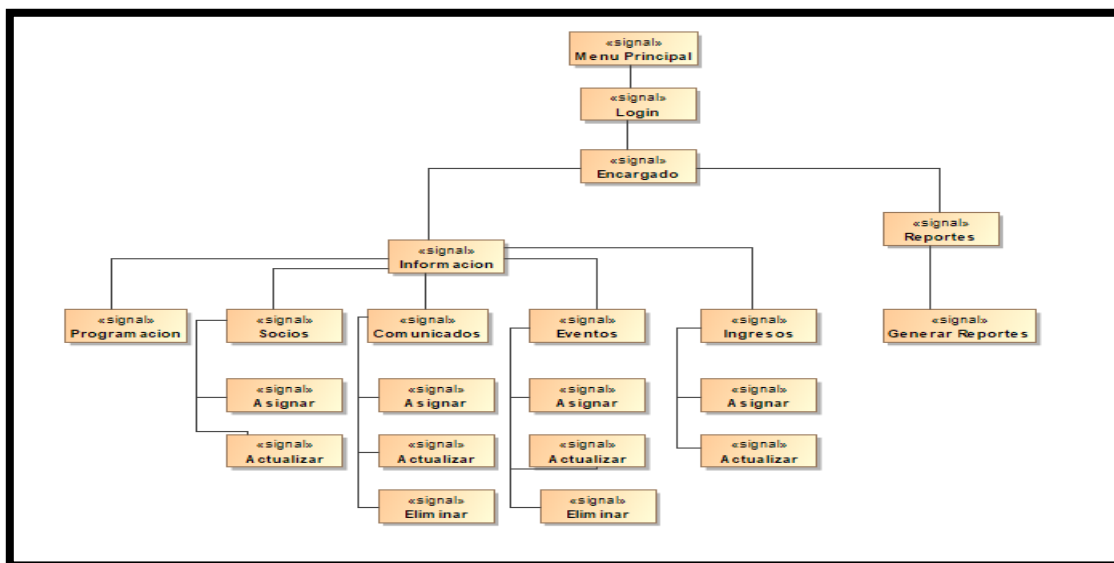 «signal»
Menu Principal
«signal»
Login
«signal»
Encargado
«signal»
Reportes
«signal»
Informacion
«signal»
Programacion
«signal»
Socios
«signal»
Comunicados
«signal»
Eventos
«signal»
Ingresos
«signal»
Generar Reportes
«signal»
Asignar
«signal»
Asignar
«signal»
Asignar
«signal»
Asignar
«signal»
Actualizar
«signal»
Actualizar
«signal»
Actualizar
«signal»
Actualizar
«signal»
Eliminar
«signal»
Eliminar